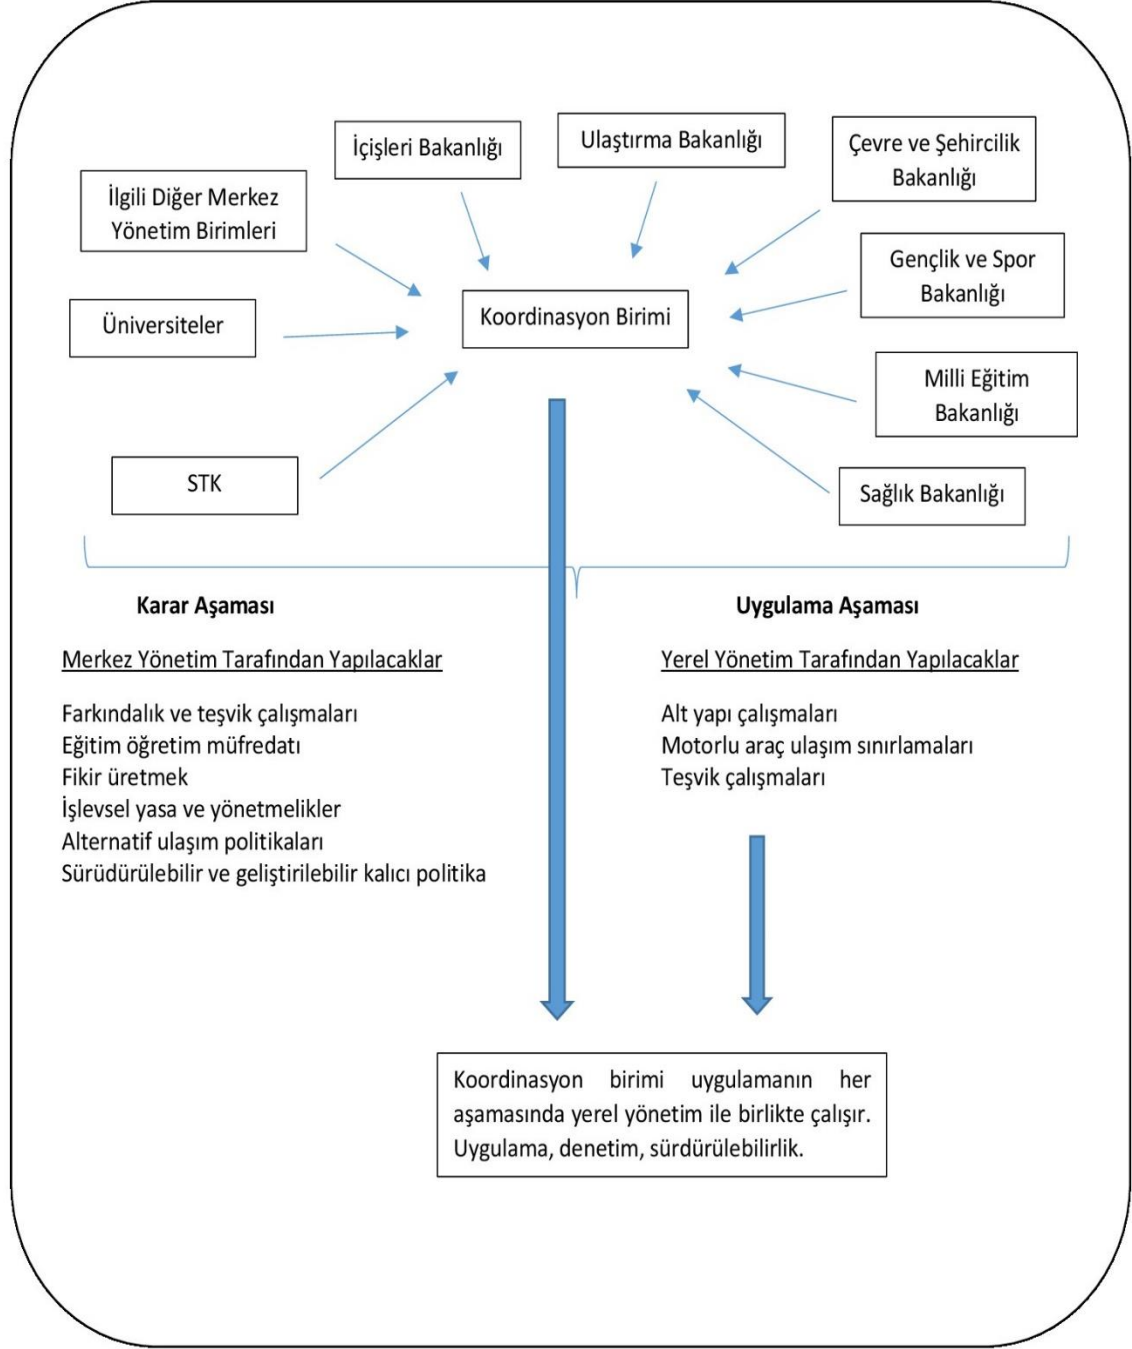 İçişleri Bakanlığı
Ulaştırma Bakanlığı
Çevre ve Şehircilik
Bakanlığı
İlgili Diğer Merkez
Yönetim Birimleri
Gençlik ve Spor
Bakanlığı
Üniversiteler
Koordinasyon Birimi
Milli Eğitim
Bakanlığı
STK
Sağlık Bakanlığı
Karar Aşaması
Merkez Yönetim Tarafından Yapılacaklar
Farkındalık ve teşvik çalışmaları
Eğitim öğretim müfredatı
Fikir üretmek
İşlevsel yasa ve yönetmelikler
Alternatif ulaşım politikaları
Sürüdürülebilir ve geliştirilebilir kalıcı politika
Uygulama Aşaması
Yerel Yönetim Tarafından Yapılacaklar
Alt yapı çalışmaları
Motorlu araç ulaşım sınırlamaları
Teşvik çalışmaları
Koordinasyon birimi uygulamanın her
aşamasında yerel yönetim ile birlikte çalışır.
Uygulama, denetim, sürdürülebilirlik.